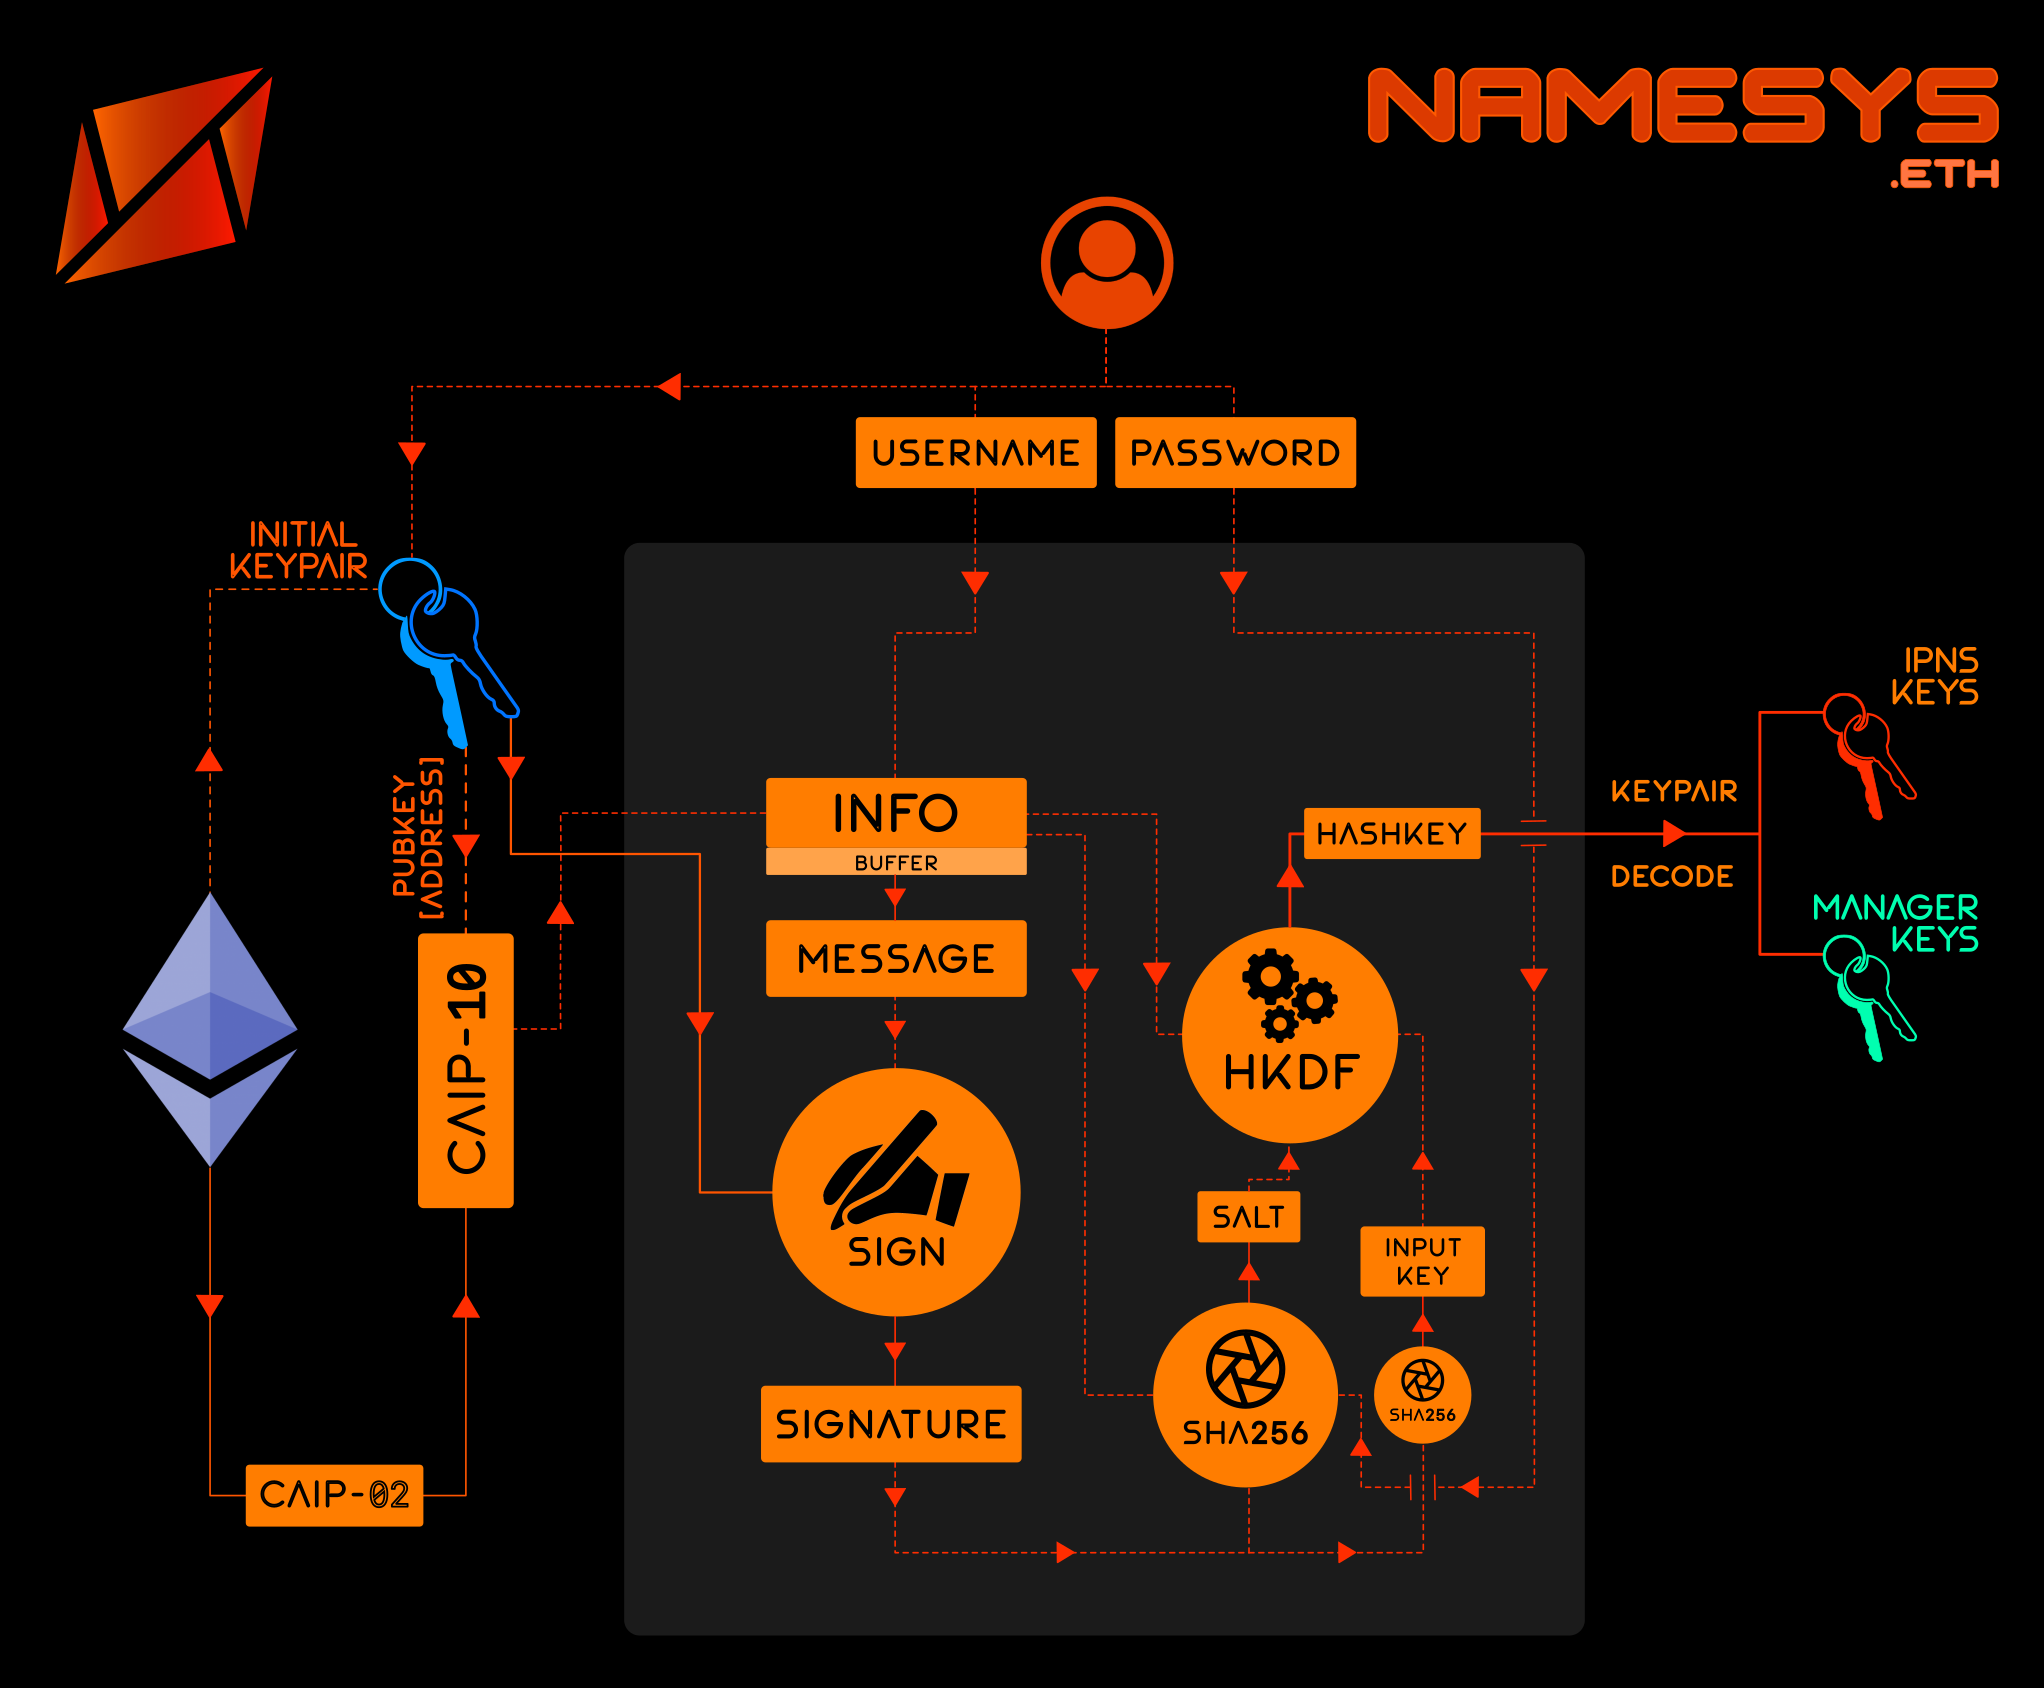 NAMESYS
.ETH
USERNAME
PASSWORD
INITIAL
KEYPAIR
IPNS
KEYS
PUBKEY
[ADDRESS]
INFO
BUFFER
HASHKEY
KEYPAIR
DECODE
MESSAGE
MANAGER
KEYS
CAIP-10
HKDF
SIGN
SALT
INPUT
KEY
SIGNATURE
SHA256
SHA256
CAIP-02